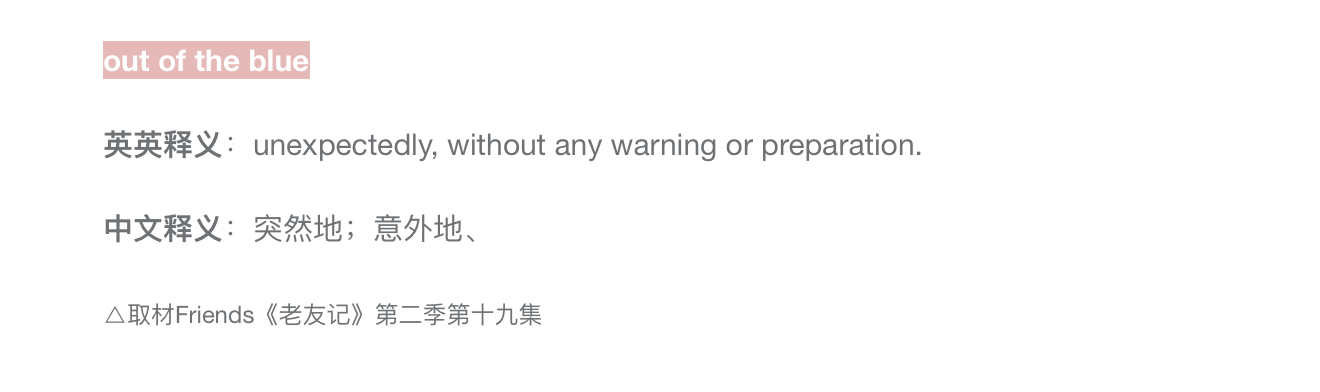 out of the blue
英英释义：unexpectedly, without any warning or preparation.
中文释义：突然地；意外地、
△取材Friends《老友记》第二季第十九集